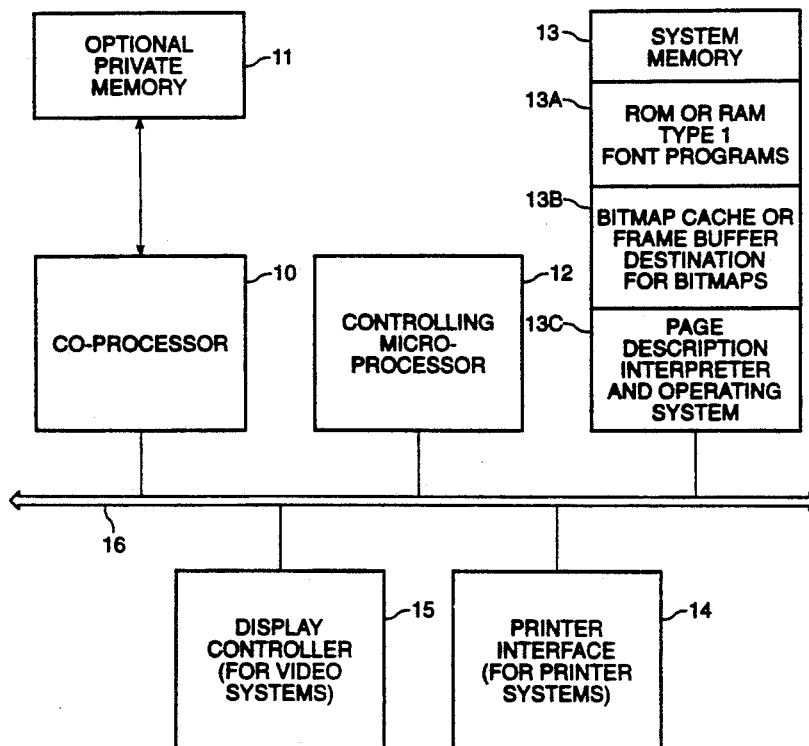 OPTIONAL
PRIVATE
MEMORY
11
13
SYSTEM
MEMORY
13A
ROM OR RAM
TYPE 1
FONT PROGRAMS
13B
BITMAP CACHE OR
FRAME BUFFER
DESTINATION
FOR BITMAPS
10
CO-PROCESSOR
12
CONTROLLING
MICRO-
PROCESSOR
13C
PAGE
DESCRIPTION
INTERPRETER
AND OPERATING
SYSTEM
16
DISPLAY
CONTROLLER
(FOR VIDEO
SYSTEMS)
15
PRINTER
INTERFACE
(FOR PRINTER
SYSTEMS)
14